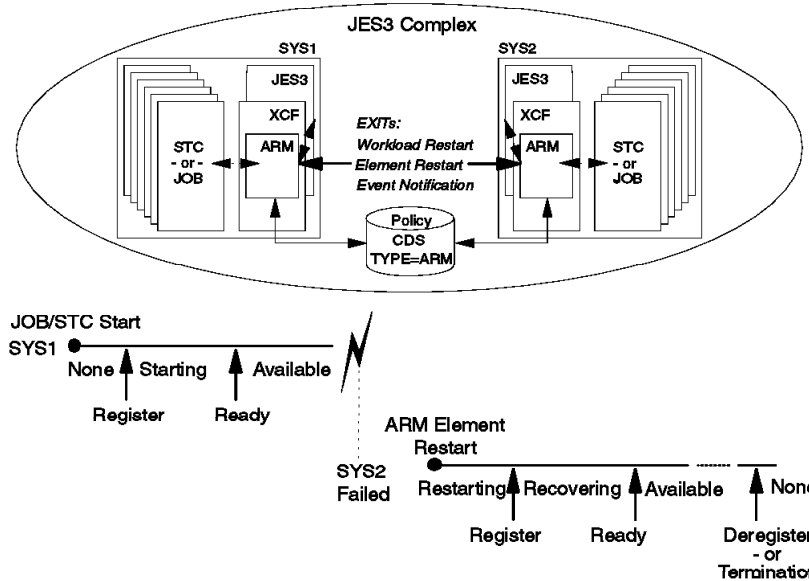 JES3 Complex
SYS1
SYS2
JES3
JES3
XCF
XCF
EXITs:
Workload Restart
Element Restart
Event Notification
STC
- or -
JOB
ARM
ARM
STC
- or -
JOB
Policy
CDS
TYPE=ARM
JOB/STC Start
SYS1
None
Starting
Available
Register
Ready
SYS2
Failed
ARM Element
Restart
Restarting
Recovering
Available
None
Register
Ready
Deregister
- or
Termination